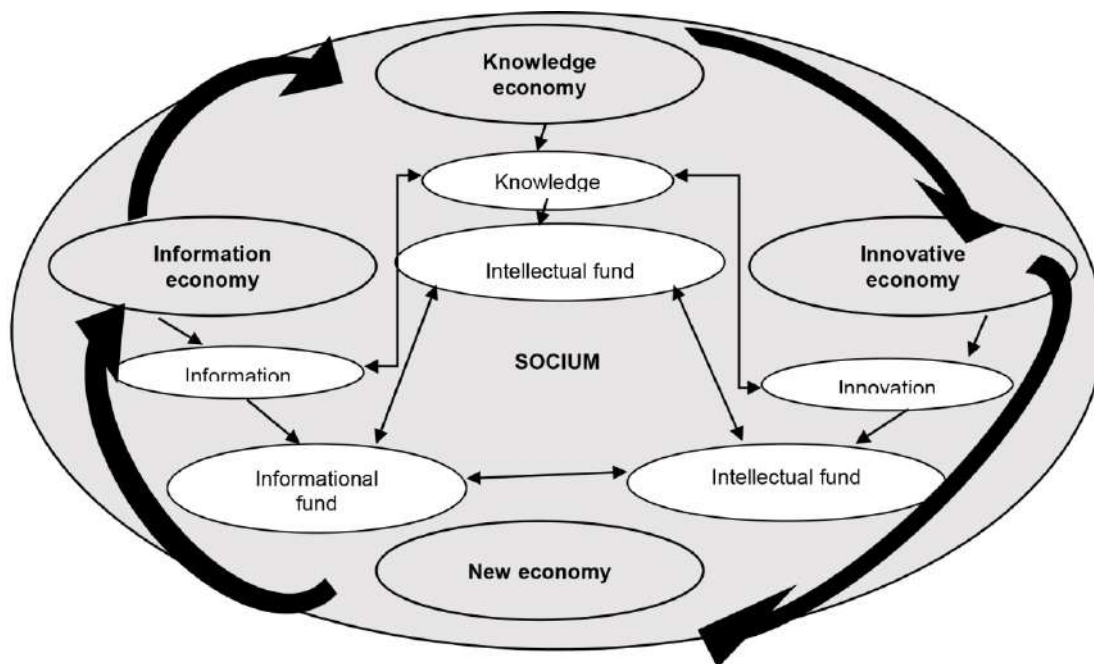 Knowledge
economy
Knowledge
Intellectual fund
Information
economy
Innovative
economy
SOCIUM
Information
Innovation
Informational
fund
Intellectual fund
New economy